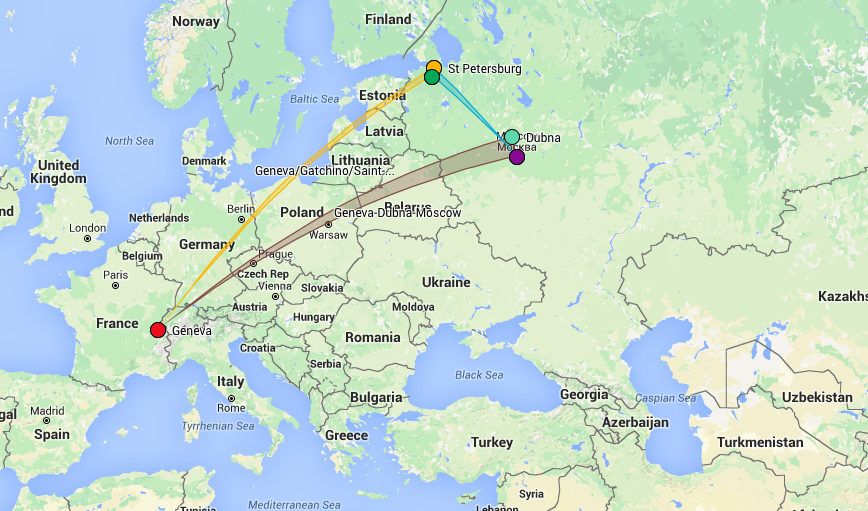 Norway
Finland
St Petersburg
Estonia
Baltic Sea
North Sea
Latvia
Dubna
Москва
Denmark
Lithuania
United
Kingdom
Geneva/Gatchino/Saint-...
nd
Belarus
Berlin
Poland
Geneva-Dubna-Moscow
Netherlands
London
Warsaw
Germany
Belgium
Prague
Paris
Czech Rep
Ukraine
Vienna
Slovakia
Kazakhs
Austria
Moldova
Hungary
France
Geneva
Romania
Croatia
Serbia
Black Sea
Italy
Georgia
Caspian Sea
Uzbekistan
Bulgaria
Rome
Madrid
gal
Azerbaijan
Tyrrhenian Sea
Spain
Greece
Turkey
Turkmenistan
Syria
Mediterranean Sea
Tunisia